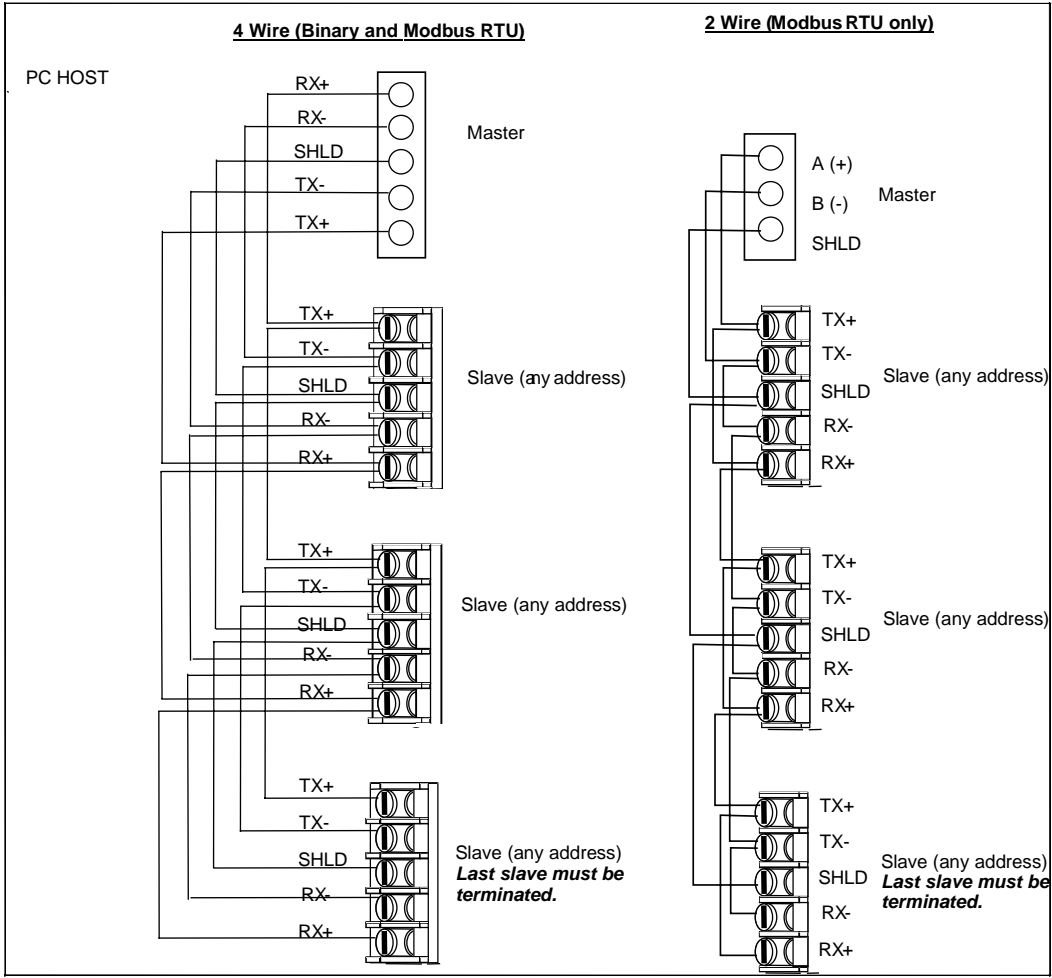 4 Wire (Binary and Modbus RTU)
2 Wire (Modbus RTU only)
PC HOST
RX+
RX-
SHLD
TX-
TX+
Master
A (+)
B (-)
SHLD
Master
TX+
TX-
SHLD
RX-
RX+
Slave (any address)
TX+
TX-
SHLD
RX-
RX+
Slave (any address)
TX+
TX-
SHLD
RX-
RX+
Slave (any address)
TX+
TX-
SHLD
RX-
RX+
Slave (any address)
TX+
TX-
SHLD
RX-
RX+
Slave (any address)
Last slave must be
terminated.
TX+
TX-
SHLD
RX-
RX+
Slave (any address)
Last slave must be
terminated.